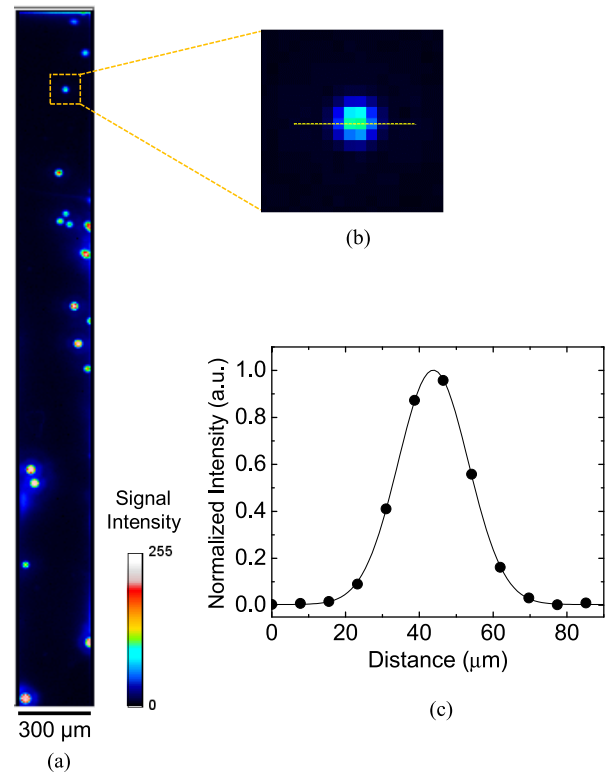 (b)
Signal
Intensity
255
0
300 μm
(a)
Normalized Intensity (a.u.)
1.0
0.8
0.6
0.4
0.2
0.0
0 20 40 60 80
Distance (μm)
(c)